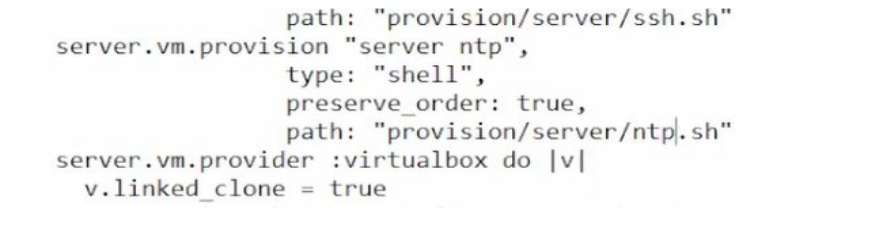 path: "provision/server/ssh.sh"
server.vm.provision "server ntp",
type: "shell",
preserve_order: true,
path: "provision/server/ntp.sh"
server.vm.provider :virtualbox do |v|
v.linked_clone = true